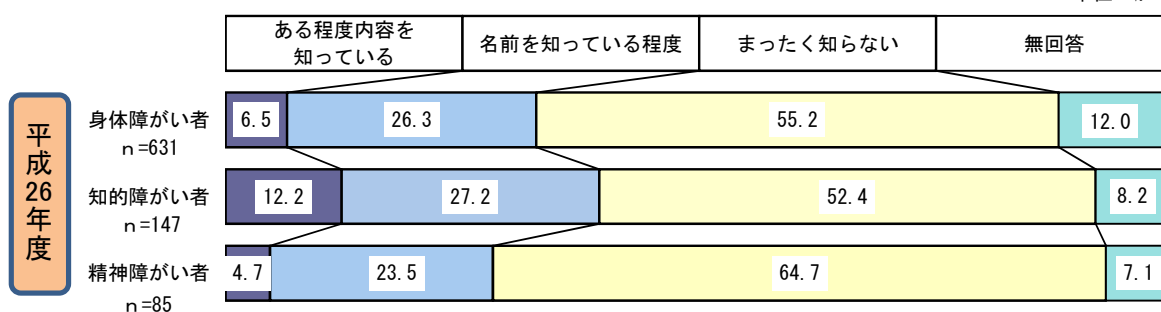 ある程度内容を
知っている
名前を知っている程度
まったく知らない
無回答
平成26年度
身体障がい者
n=631
6.5
26.3
55.2
12.0
知的障がい者
n=147
12.2
27.2
52.4
8.2
精神障がい者
n=85
4.7
23.5
64.7
7.1